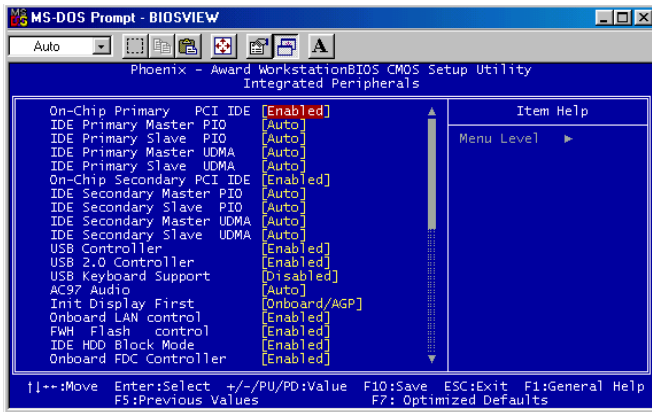 MS-DOS Prompt - BIOSVIEW
Auto
A
Phoenix - Award WorkstationBIOS CMOS Setup Utility
Integrated Peripherals
On-Chip Primary PCI IDE [Enabled]
IDE Primary Master PIO [Auto]
IDE Primary Slave PIO [Auto]
IDE Primary Master UDMA [Auto]
IDE Primary Slave UDMA [Auto]
On-Chip Secondary PCI IDE [Enabled]
IDE Secondary Master PIO [Auto]
IDE Secondary Slave PIO [Auto]
IDE Secondary Master UDMA [Auto]
IDE Secondary Slave UDMA [Auto]
USB Controller [Enabled]
USB 2.0 Controller [Enabled]
USB Keyboard Support [Disabled]
AC97 Audio [Auto]
Init Display First [Onboard/AGP]
Onboard LAN control [Enabled]
FWH Flash control [Enabled]
IDE HDD Block Mode [Enabled]
Onboard FDC Controller [Enabled]
Item Help
Menu Level ►
↑↓←→:Move Enter:Select +/-/PU/PD:Value F10:Save ESC:Exit F1:General Help
F5:Previous Values F7: Optimized Defaults